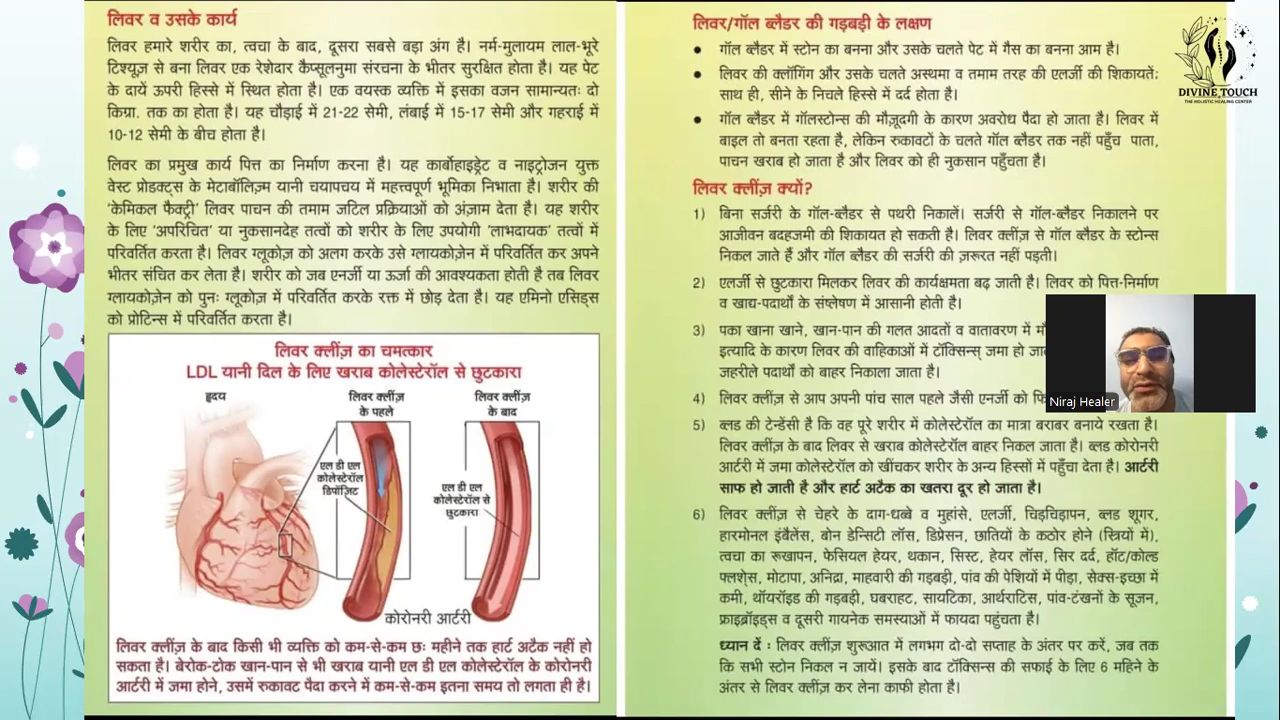 लिवर व उसके कार्य
लिवर हमारे शरीर का, त्वचा के बाद, दूसरा सबसे बड़ा अंग है। नर्म-मुलायम लाल-भूरे
टिश्यूज़ से बना लिवर एक रेशेदार कैप्सूलनुमा संरचना के भीतर सुरक्षित होता है। यह पेट
के दायें ऊपरी हिस्से में स्थित होता है। एक वयस्क व्यक्ति में इसका वजन सामान्यतः दो
किग्रा. तक का होता है। यह चौड़ाई में 21-22 सेमी, लंबाई में 15-17 सेमी और गहराई में
10-12 सेमी के बीच होता है।
लिवर का प्रमुख कार्य पित्त का निर्माण करना है। यह कार्बोहाइड्रेट व नाइट्रोजन युक्त
वेस्ट प्रोडक्ट्स के मेटाबॉलिज़्म यानी चयापचय में महत्त्वपूर्ण भूमिका निभाता है। शरीर की
'केमिकल फैक्ट्री' लिवर पाचन की तमाम जटिल प्रक्रियाओं को अंज़ाम देता है। यह शरीर
के लिए 'अपरिचित' या नुकसानदेह तत्वों को शरीर के लिए उपयोगी 'लाभदायक' तत्वों में
परिवर्तित करता है। लिवर ग्लूकोज़ को अलग करके उसे ग्लायकोज़ेन में परिवर्तित कर अपने
भीतर संचित कर लेता है। शरीर को जब एनर्जी या ऊर्जा की आवश्यकता होती है तब लिवर
ग्लायकोज़ेन को पुनः ग्लूकोज़ में परिवर्तित करके रक्त में छोड़ देता है। यह एमिनो एसिड्स
को प्रोटिन्स में परिवर्तित करता है।
लिवर क्लींज़ का चमत्कार
LDL यानी दिल के लिए खराब कोलेस्टेरॉल से छुटकारा
हृदय
लिवर क्लींज़
के पहले
लिवर क्लींज़
के बाद
एल डी एल
कोलेस्टेरॉल
डिपॉज़िट
एल डी एल
कोलेस्टेरॉल से
छुटकारा
कोरोनरी आर्टरी
लिवर क्लींज़ के बाद किसी भी व्यक्ति को कम-से-कम छः महीने तक हार्ट अटैक नहीं हो
सकता है। बेरोक-टोक खान-पान से भी खराब यानी एल डी एल कोलेस्टेरॉल के कोरोनरी
आर्टरी में जमा होने, उसमें रुकावट पैदा करने में कम-से-कम इतना समय तो लगता ही है।
लिवर/गॉल ब्लैडर की गड़बड़ी के लक्षण
• गॉल ब्लैडर में स्टोन का बनना और उसके चलते पेट में गैस का बनना आम है।
• लिवर की क्लॉगिंग और उसके चलते अस्थमा व तमाम तरह की एलर्जी की शिकायतें;
साथ ही, सीने के निचले हिस्से में दर्द होता है।
• गॉल ब्लैडर में गॉलस्टोन्स की मौज़ूदगी के कारण अवरोध पैदा हो जाता है। लिवर में
बाइल तो बनता रहता है, लेकिन रुकावटों के चलते गॉल ब्लैडर तक नहीं पहुँच पाता,
पाचन खराब हो जाता है और लिवर को ही नुकसान पहुँचता है।
लिवर क्लींज़ क्यों?
1) बिना सर्जरी के गॉल-ब्लैडर से पथरी निकालें। सर्जरी से गॉल-ब्लैडर निकालने पर
आजीवन बदहजमी की शिकायत हो सकती है। लिवर क्लींज़ से गॉल ब्लैडर के स्टोन्स
निकल जाते हैं और गॉल ब्लैडर की सर्जरी की ज़रूरत नहीं पड़ती।
2) एलर्जी से छुटकारा मिलकर लिवर की कार्यक्षमता बढ़ जाती है। लिवर को पित्त-निर्माण
व खाद्य-पदार्थों के संश्लेषण में आसानी होती है।
3) पका खाना खाने, खान-पान की गलत आदतों व वातावरण में
इत्यादि के कारण लिवर की वाहिकाओं में टॉक्सिन्स् जमा हो
जहरीले पदार्थों को बाहर निकाला जाता है।
4) लिवर क्लींज़ से आप अपनी पांच साल पहले जैसी एनर्जी को
5) ब्लड की टेन्डेंसी है कि वह पूरे शरीर में कोलेस्टेरॉल का मात्रा बराबर बनाये रखता है।
लिवर क्लींज़ के बाद लिवर से खराब कोलेस्टेरॉल बाहर निकल जाता है। ब्लड कोरोनरी
आर्टरी में जमा कोलेस्टेरॉल को खींचकर शरीर के अन्य हिस्सों में पहुँचा देता है। आर्टरी
साफ हो जाती है और हार्ट अटैक का खतरा दूर हो जाता है।
6) लिवर क्लींज़ से चेहरे के दाग-धब्बे व मुहांसे, एलर्जी, चिड़चिड़ापन, ब्लड शूगर,
हारमोनल इंबैलेंस, बोन डेन्सिटी लॉस, डिप्रेसन, छातियों के कठोर होने (स्त्रियों में),
त्वचा का रूखापन, फेसियल हेयर, थकान, सिस्ट, हेयर लॉस, सिर दर्द, हॉट/कोल्ड
फ्लशे्स, मोटापा, अनिद्रा, माहवारी की गड़बड़ी, पांव की पेशियों में पीड़ा, सेक्स-इच्छा में
कमी, थॉयरॉइड की गड़बड़ी, घबराहट, सायटिका, आर्थराटिस, पांव-टंखनों के सूजन,
फ्राइब्रॉइड्स व दूसरी गायनेक समस्याओं में फायदा पहुंचता है।
ध्यान दें : लिवर क्लींज़ शुरूआत में लगभग दो-दो सप्ताह के अंतर पर करें, जब तक
कि सभी स्टोन निकल न जायें। इसके बाद टॉक्सिन्स की सफाई के लिए 6 महिने के
अंतर से लिवर क्लींज़ कर लेना काफी होता है।
DIVINE TOUCH
THE HOLISTIC HEALING CENTER
Niraj Healer